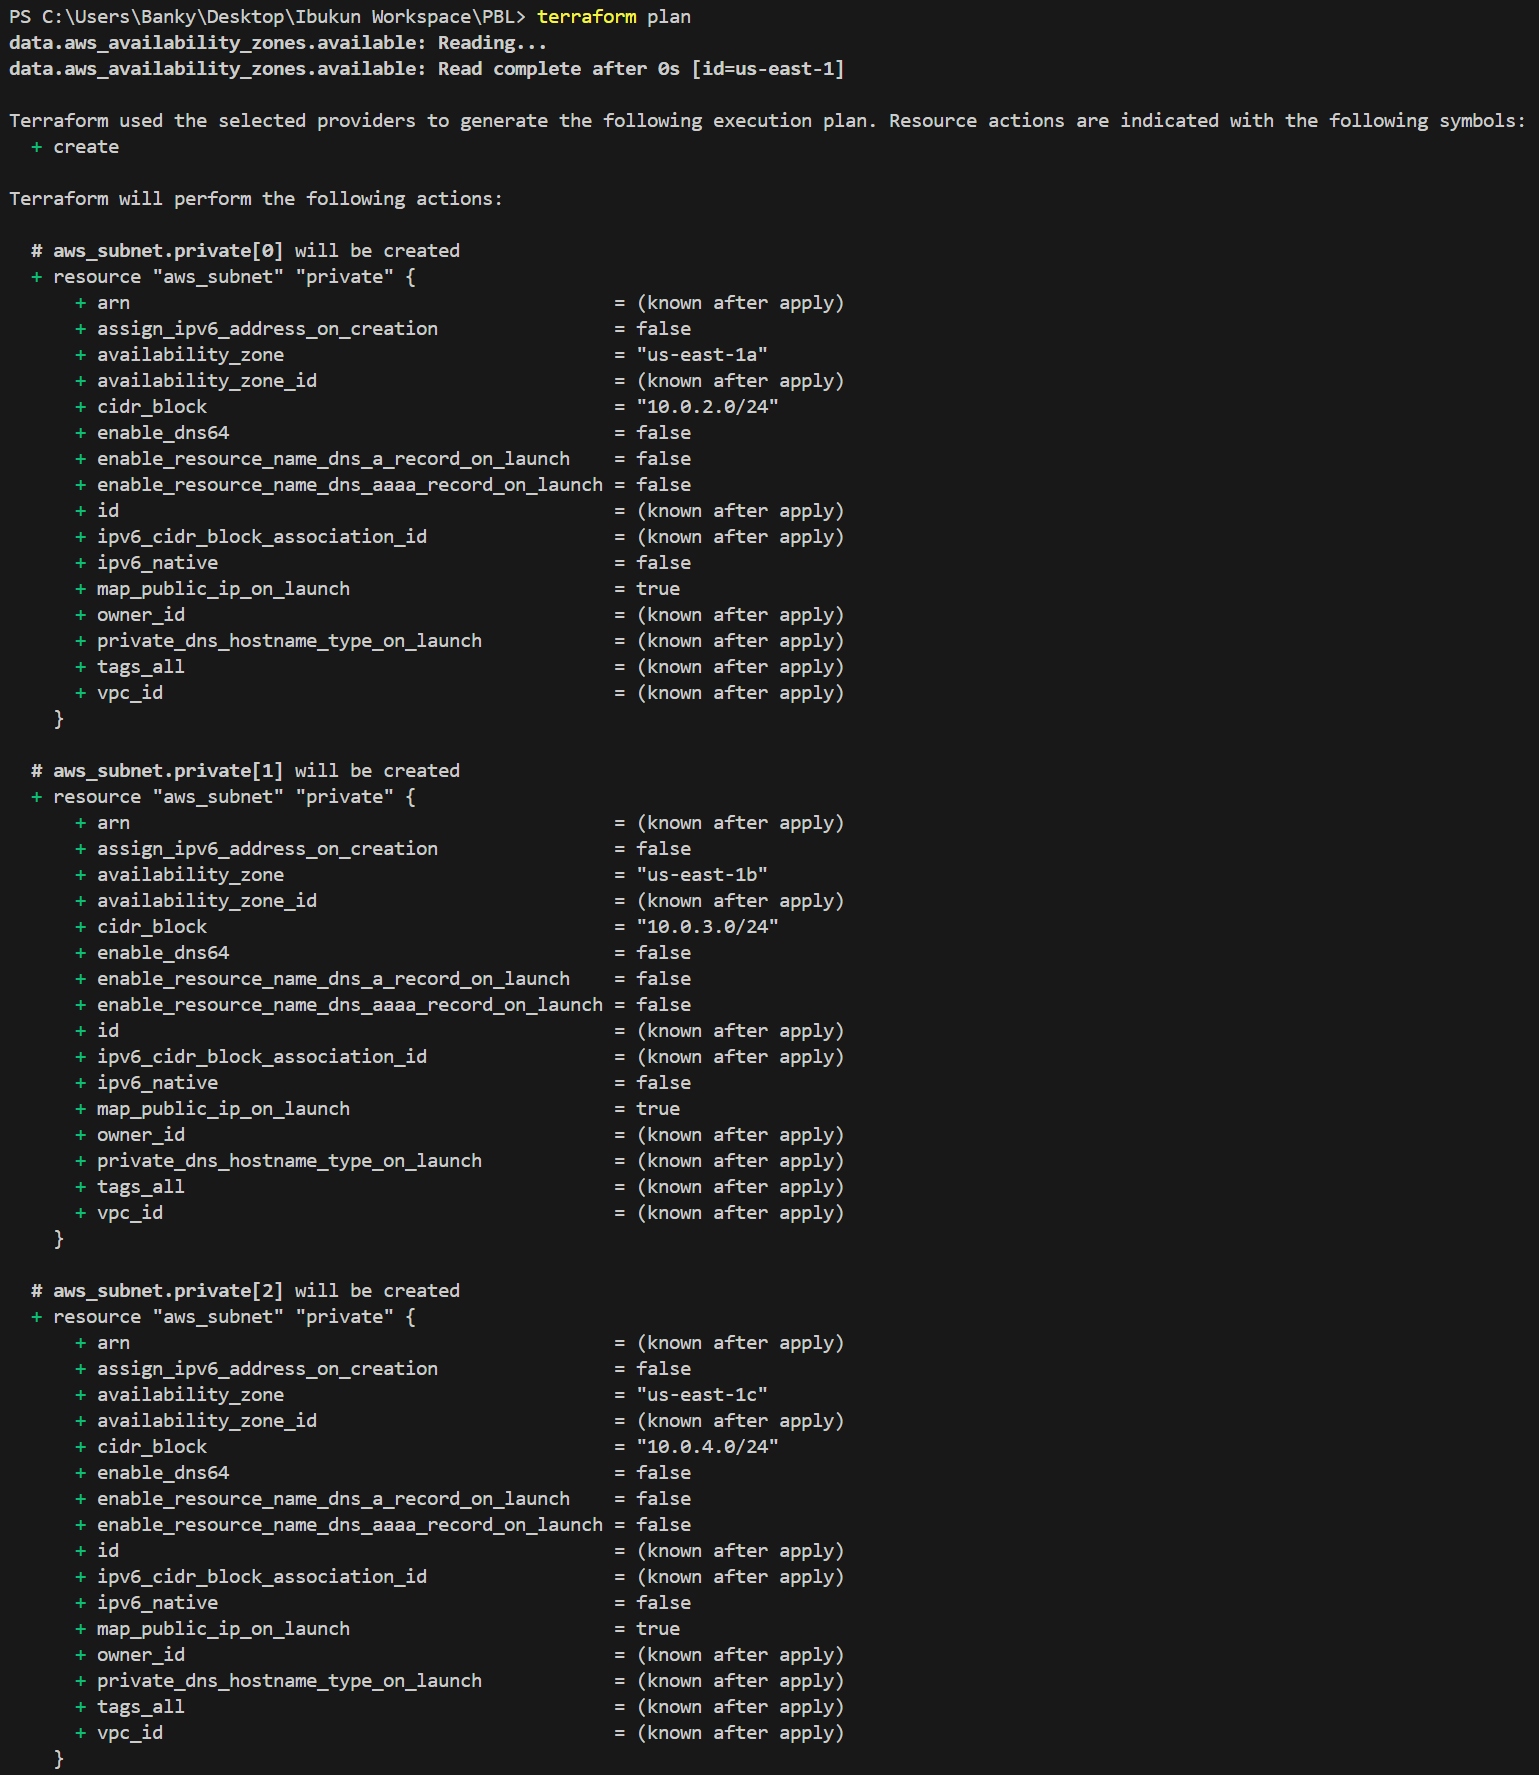 PS C:\Users\Banky\Desktop\Ibukun Workspace\PBL> terraform plan
data.aws_availability_zones.available: Reading...
data.aws_availability_zones.available: Read complete after 0s [id=us-east-1]

Terraform used the selected providers to generate the following execution plan. Resource actions are indicated with the following symbols:
  + create

Terraform will perform the following actions:

  # aws_subnet.private[0] will be created
  + resource "aws_subnet" "private" {
      + arn                                            = (known after apply)
      + assign_ipv6_address_on_creation                = false
      + availability_zone                              = "us-east-1a"
      + availability_zone_id                           = (known after apply)
      + cidr_block                                     = "10.0.2.0/24"
      + enable_dns64                                   = false
      + enable_resource_name_dns_a_record_on_launch    = false
      + enable_resource_name_dns_aaaa_record_on_launch = false
      + id                                             = (known after apply)
      + ipv6_cidr_block_association_id                 = (known after apply)
      + ipv6_native                                    = false
      + map_public_ip_on_launch                        = true
      + owner_id                                       = (known after apply)
      + private_dns_hostname_type_on_launch            = (known after apply)
      + tags_all                                       = (known after apply)
      + vpc_id                                         = (known after apply)
    }

  # aws_subnet.private[1] will be created
  + resource "aws_subnet" "private" {
      + arn                                            = (known after apply)
      + assign_ipv6_address_on_creation                = false
      + availability_zone                              = "us-east-1b"
      + availability_zone_id                           = (known after apply)
      + cidr_block                                     = "10.0.3.0/24"
      + enable_dns64                                   = false
      + enable_resource_name_dns_a_record_on_launch    = false
      + enable_resource_name_dns_aaaa_record_on_launch = false
      + id                                             = (known after apply)
      + ipv6_cidr_block_association_id                 = (known after apply)
      + ipv6_native                                    = false
      + map_public_ip_on_launch                        = true
      + owner_id                                       = (known after apply)
      + private_dns_hostname_type_on_launch            = (known after apply)
      + tags_all                                       = (known after apply)
      + vpc_id                                         = (known after apply)
    }

  # aws_subnet.private[2] will be created
  + resource "aws_subnet" "private" {
      + arn                                            = (known after apply)
      + assign_ipv6_address_on_creation                = false
      + availability_zone                              = "us-east-1c"
      + availability_zone_id                           = (known after apply)
      + cidr_block                                     = "10.0.4.0/24"
      + enable_dns64                                   = false
      + enable_resource_name_dns_a_record_on_launch    = false
      + enable_resource_name_dns_aaaa_record_on_launch = false
      + id                                             = (known after apply)
      + ipv6_cidr_block_association_id                 = (known after apply)
      + ipv6_native                                    = false
      + map_public_ip_on_launch                        = true
      + owner_id                                       = (known after apply)
      + private_dns_hostname_type_on_launch            = (known after apply)
      + tags_all                                       = (known after apply)
      + vpc_id                                         = (known after apply)
    }